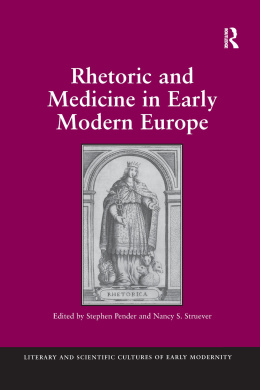 R
Rhetoric and
Medicine in Early
Modern Europe
RHETORICA
Edited by Stephen Pender and Nancy S. Struever
LITERARY AND SCIENTIFIC CULTURES OF EARLY MODERNITY